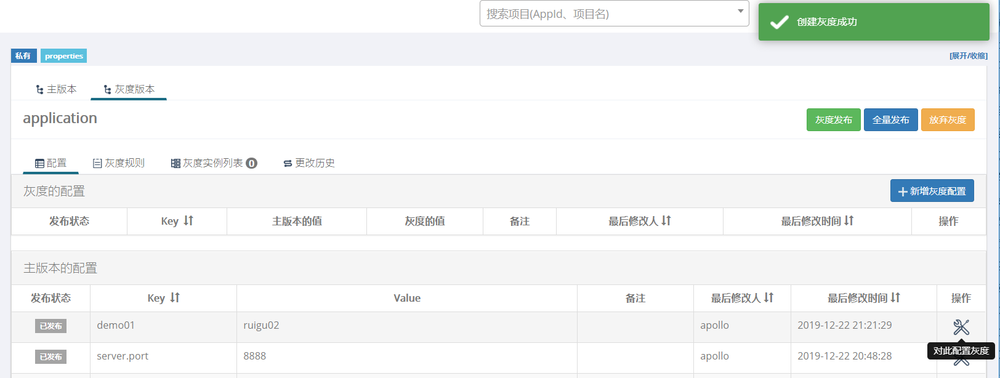 搜索项目(AppId、项目名)
创建灰度成功
私有 properties [展开/收缩]
主版本 灰度版本
application 灰度发布 全量发布 放弃灰度
配置 灰度规则 灰度实例列表 0 更改历史
灰度的配置 新增灰度配置
发布状态 Key 主版本的值 灰度的值 备注 最后修改人 最后修改时间 操作
主版本的配置
发布状态 Key Value 备注 最后修改人 最后修改时间 操作
已发布 demo01 ruigu02 apollo 2019-12-22 21:21:29
对此配置灰度
已发布 server.port 8888 apollo 2019-12-22 20:48:28